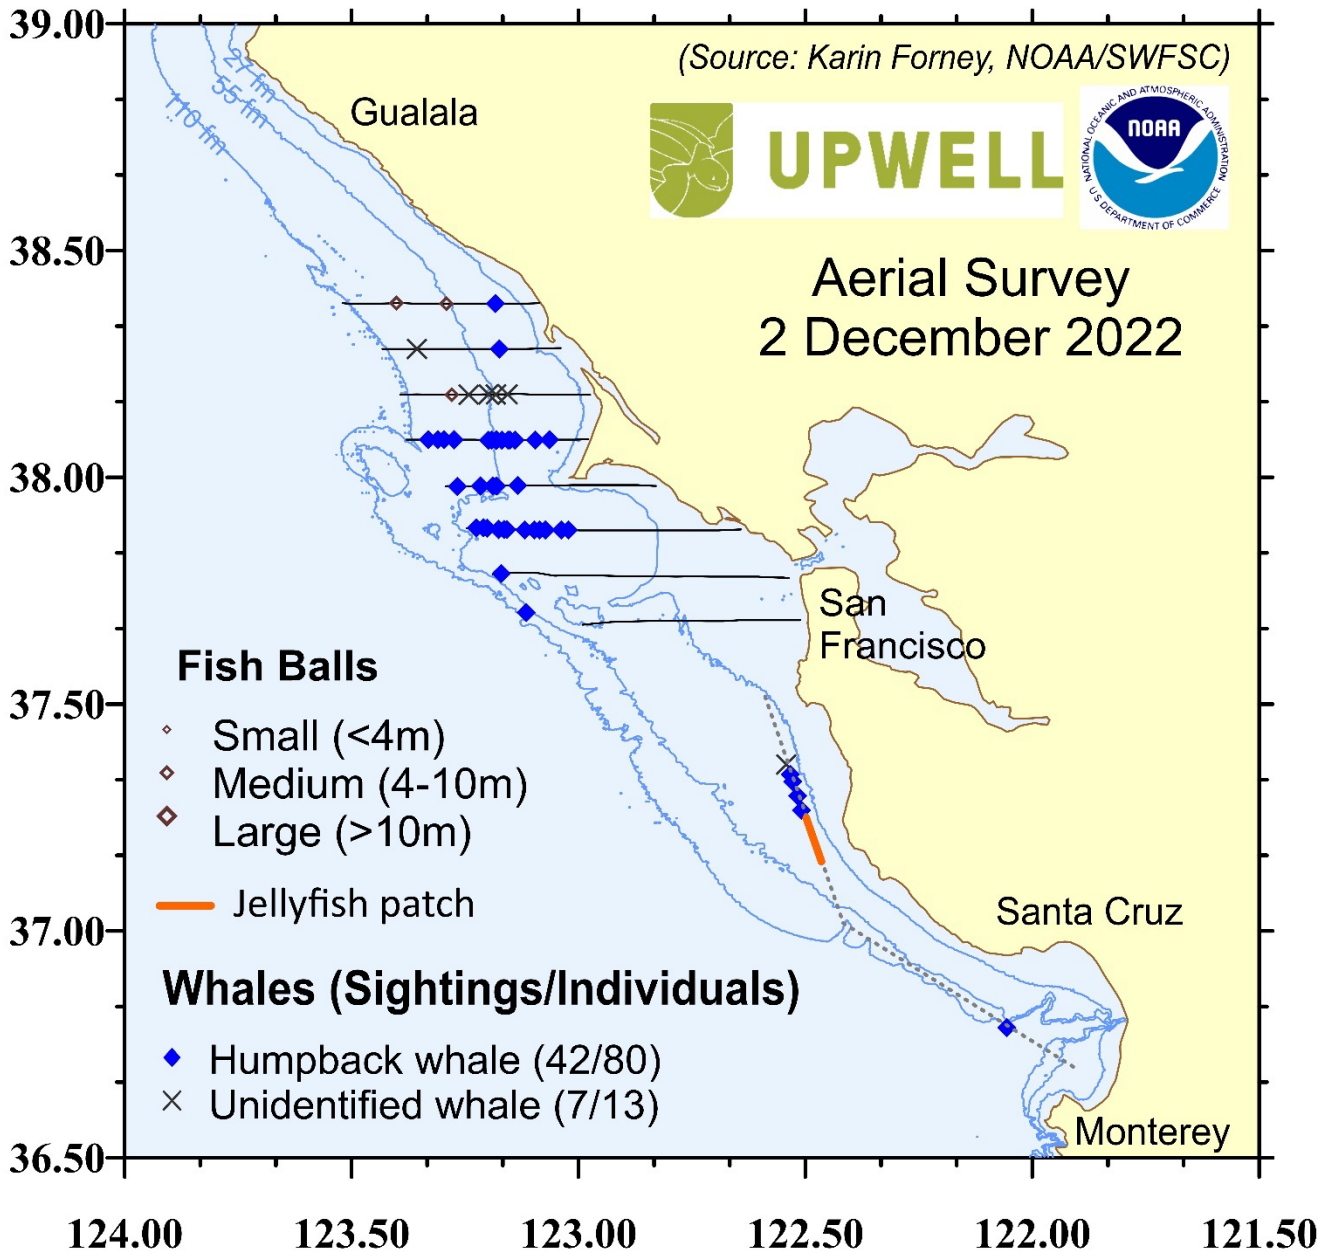 39.00
(Source: Karin Forney, NOAA/SWFSC)
27 fm
55 fm
110 fm
Gualala
UPWELL
NATIONAL OCEANIC AND ATMOSPHERIC ADMINISTRATION
NOAA
U.S. DEPARTMENT OF COMMERCE
38.50
Aerial Survey
2 December 2022
38.00
San
Francisco
Fish Balls
37.50
Small (<4m)
Medium (4-10m)
Large (>10m)
Jellyfish patch
Santa Cruz
37.00
Whales (Sightings/Individuals)
Humpback whale (42/80)
Unidentified whale (7/13)
Monterey
36.50
124.00 123.50 123.00 122.50 122.00 121.50